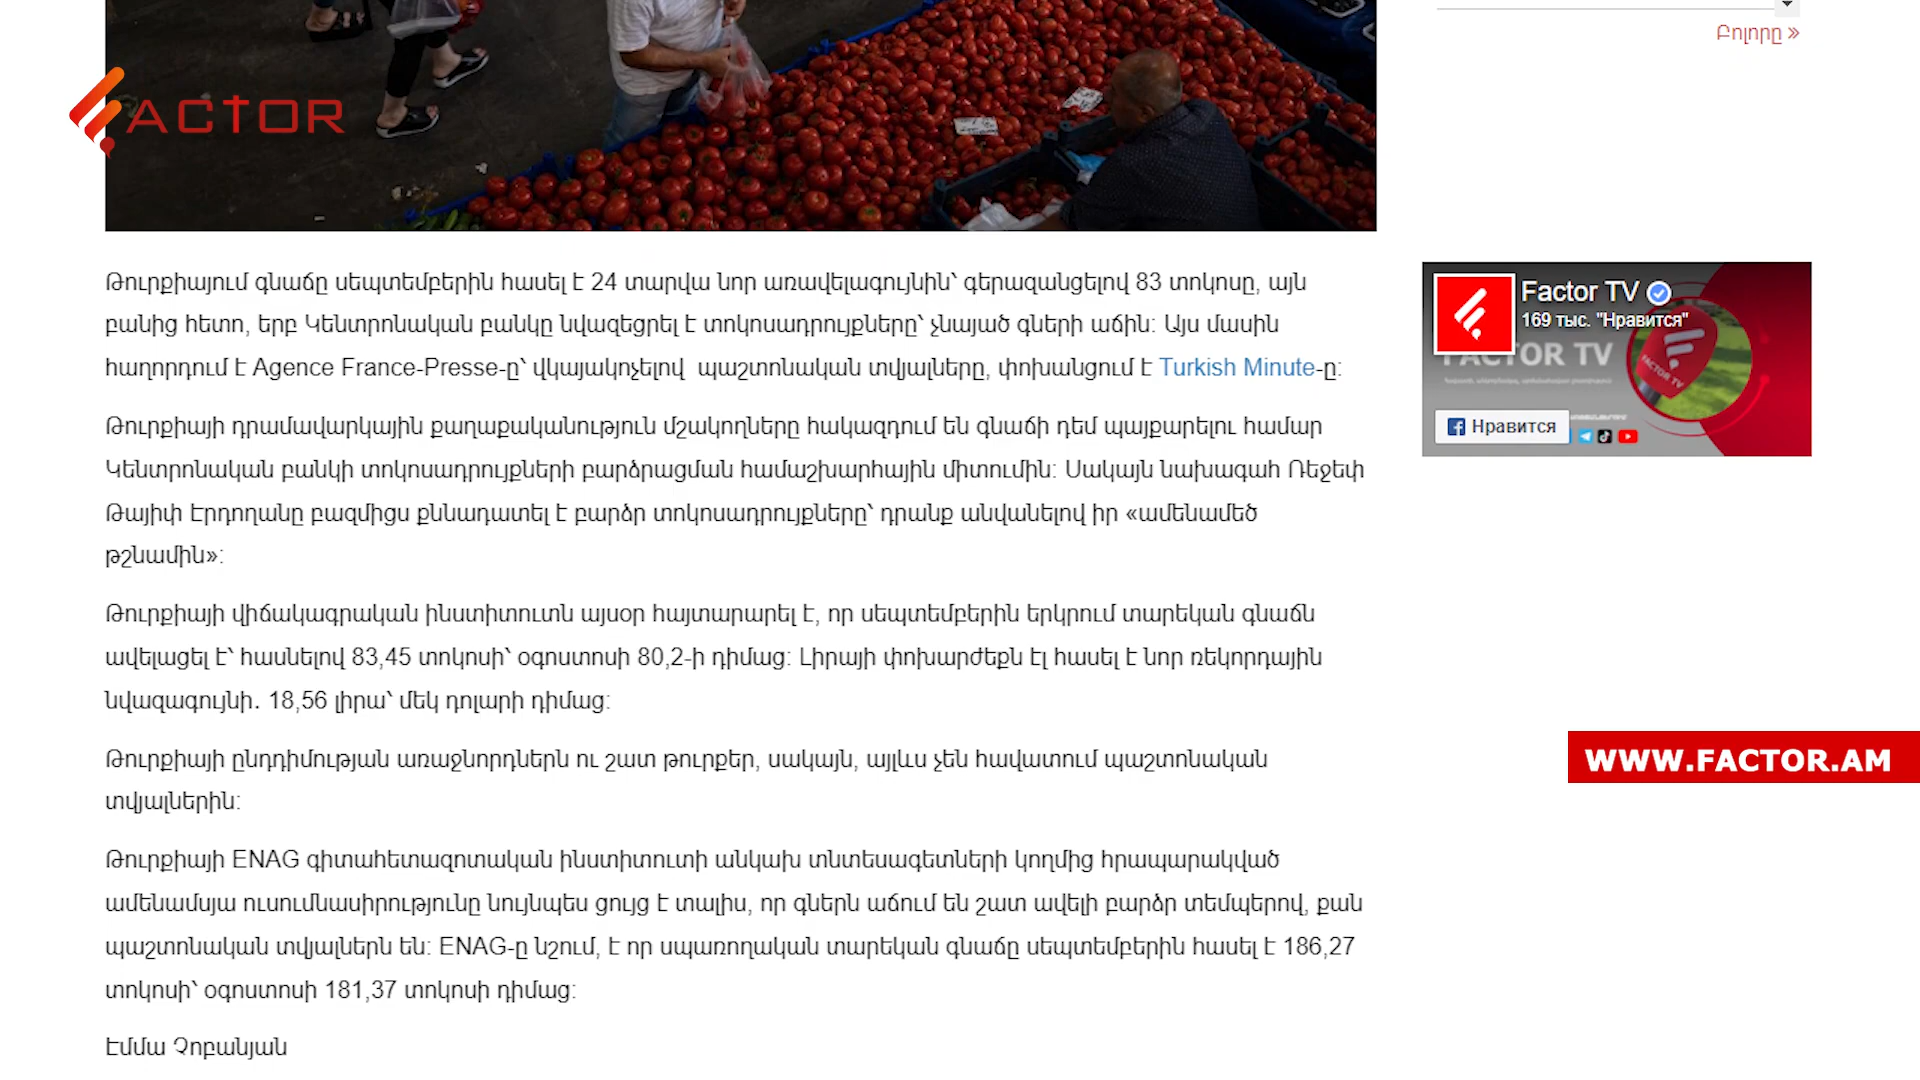 Բոլորը »
FACTOR
Թուրքիայում գնաճը սեպտեմբերին հասել է 24 տարվա նոր առավելագույնին՝ գերազանցելով 83 տոկոսը, այն
բանից հետո, երբ Կենտրոնական բանկը նվազեցրել է տոկոսադրույքները՝ չնայած գների աճին։ Այս մասին
հաղորդում է Agence France-Presse-ը՝ վկայակոչելով  պաշտոնական տվյալները, փոխանցում է Turkish Minute-ը:
Թուրքիայի դրամավարկային քաղաքականություն մշակողները հակազդում են գնաճի դեմ պայքարելու համար
Կենտրոնական բանկի տոկոսադրույքների բարձրացման համաշխարհային միտումին։ Սակայն նախագահ Ռեջեփ
Թայիփ Էրդողանը բազմիցս քննադատել է բարձր տոկոսադրույքները՝ դրանք անվանելով իր «ամենամեծ
թշնամին»։
Թուրքիայի վիճակագրական ինստիտուտն այսօր հայտարարել է, որ սեպտեմբերին երկրում տարեկան գնաճն
ավելացել է՝ հասնելով 83,45 տոկոսի՝ օգոստոսի 80,2-ի դիմաց։ Լիրայի փոխարժեքն էլ հասել է նոր ռեկորդային
նվազագույնի․ 18,56 լիրա՝ մեկ դոլարի դիմաց։
Թուրքիայի ընդդիմության առաջնորդներն ու շատ թուրքեր, սակայն, այլևս չեն հավատում պաշտոնական
տվյալներին։
Թուրքիայի ENAG գիտահետազոտական ինստիտուտի անկախ տնտեսագետների կողմից հրապարակված
ամենամսյա ուսումնասիրությունը նույնպես ցույց է տալիս, որ գներն աճում են շատ ավելի բարձր տեմպերով, քան
պաշտոնական տվյալներն են։ ENAG-ը նշում, է որ սպառողական տարեկան գնաճը սեպտեմբերին հասել է 186,27
տոկոսի՝ օգոստոսի 181,37 տոկոսի դիմաց։
Էմմա Չոբանյան
Factor TV
169 тыс. "Нравится"
FACTOR TV
FACTOR TV
Нравится
WWW.FACTOR.AM